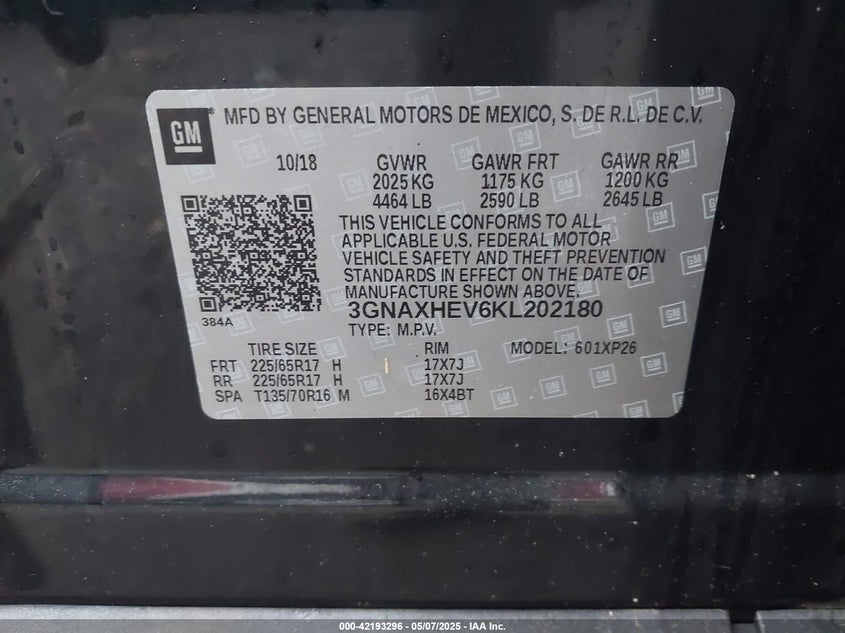 GM
MFD BY GENERAL MOTORS DE MEXICO, S. DE R.L. DE C.V.
10/18 GVWR GAWR FRT GAWR RR
2025 KG 1175 KG 1200 KG
4464 LB 2590 LB 2645 LB
THIS VEHICLE CONFORMS TO ALL
APPLICABLE U.S. FEDERAL MOTOR
VEHICLE SAFETY AND THEFT PREVENTION
STANDARDS IN EFFECT ON THE DATE OF
MANUFACTURE SHOWN ABOVE.
384A
3GNAXHEV6KL202180
TYPE: M.P.V.
TIRE SIZE RIM MODEL: 601XP26
FRT 225/65R17 H 17X7J
RR 225/65R17 H 17X7J
SPA T135/70R16 M 16X4BT
000-42193296 - 05/07/2025 - IAA Inc.